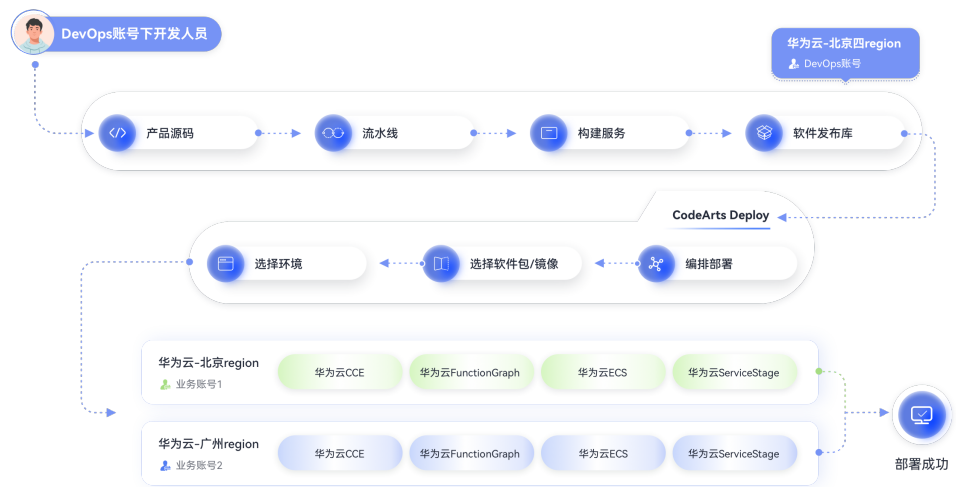 DevOps账号下开发人员
华为云-北京四region
DevOps账号
产品源码
流水线
构建服务
软件发布库
CodeArts Deploy
选择环境
选择软件包/镜像
编排部署
华为云-北京region
业务账号1
华为云CCE
华为云FunctionGraph
华为云ECS
华为云ServiceStage
华为云-广州region
业务账号2
华为云CCE
华为云FunctionGraph
华为云ECS
华为云ServiceStage
部署成功